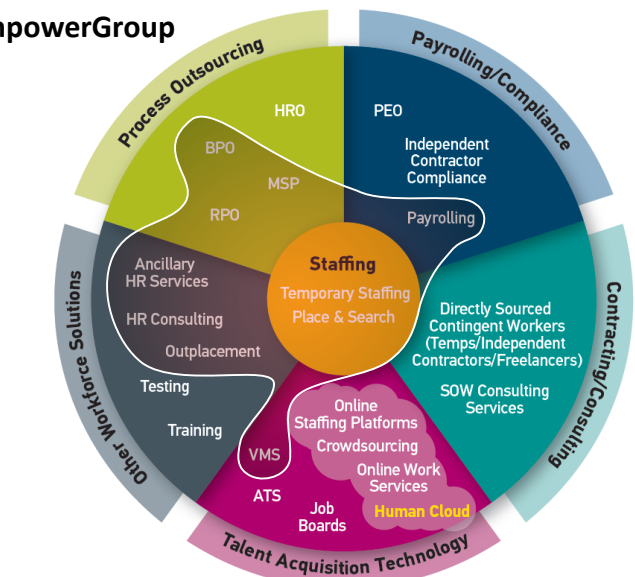 npowerGroup
Process Outsourcing
HRO
BPO
MSP
RPO
Payrolling/Compliance
PEO
Independent
Contractor
Compliance
Payrolling
Staffing
Temporary Staffing
Place & Search
Other Workforce Solutions
Ancillary
HR Services
HR Consulting
Outplacement
Testing
Training
Contracting/Consulting
Directly Sourced
Contingent Workers
(Temps/Independent
Contractors/Freelancers)
SOW Consulting
Services
Talent Acquisition Technology
VMS
ATS
Job
Boards
Online
Staffing Platforms
Crowdsourcing
Online Work
Services
Human Cloud